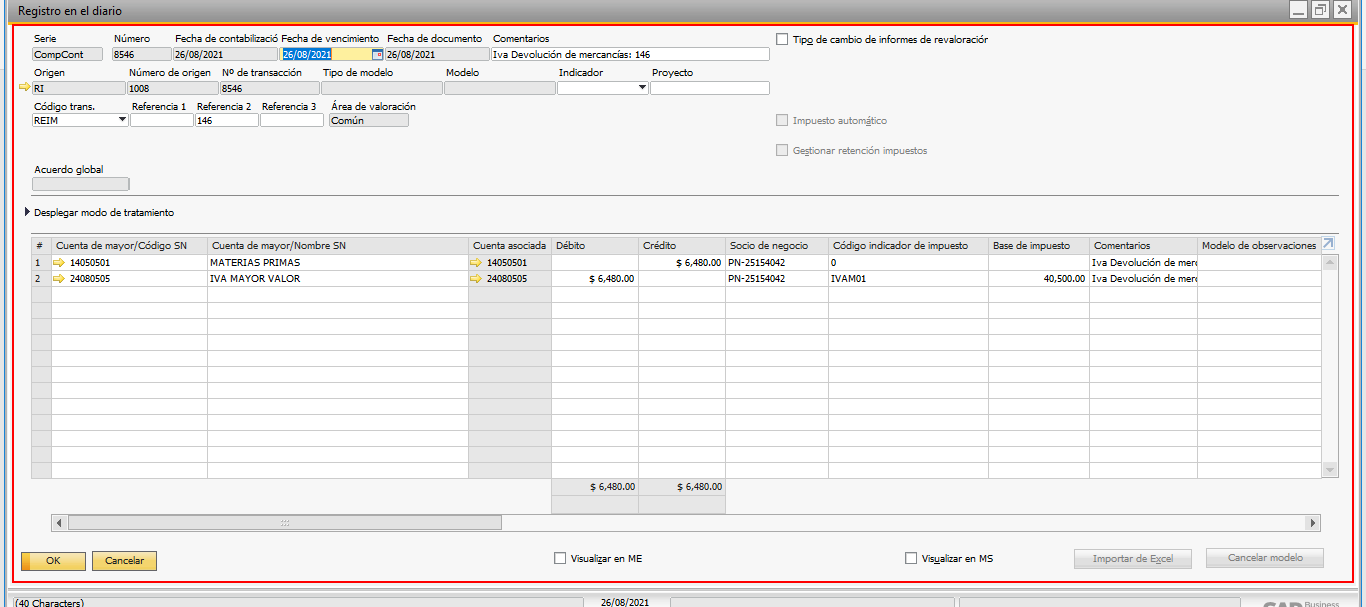 Registro en el diario
Serie Número Fecha de contabilizació Fecha de vencimiento Fecha de documento Comentarios
CompCont 8546 26/08/2021 26/08/2021 26/08/2021 Iva Devolución de mercancías: 146
Tipo de cambio de informes de revaloraciór
Origen Número de origen Nº de transacción Tipo de modelo Modelo Indicador Proyecto
RI 1008 8546
Código trans. Referencia 1 Referencia 2 Referencia 3 Área de valoración
REIM 146 Común
Impuesto automático
Gestionar retención impuestos
Acuerdo global
Desplegar modo de tratamiento
# Cuenta de mayor/Código SN Cuenta de mayor/Nombre SN Cuenta asociada Débito Crédito Socio de negocio Código indicador de impuesto Base de impuesto Comentarios Modelo de observaciones
1 14050501 MATERIAS PRIMAS 14050501 $ 6,480.00 PN-25154042 0 Iva Devolución de merc
2 24080505 IVA MAYOR VALOR 24080505 $ 6,480.00 PN-25154042 IVAM01 40,500.00 Iva Devolución de merc
$ 6,480.00 $ 6,480.00
OK Cancelar Visualizar en ME Visualizar en MS Importar de Excel Cancelar modelo
(40 Characters) 26/08/2021 SAP Business